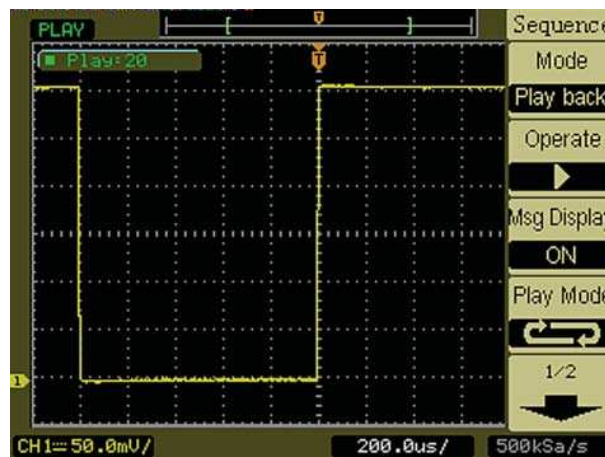 PLAY
T
Sequence
Play:20
T
Mode
Play back
Operate
Msg Display
ON
Play Mode
1/2
1
CH1 50.0mV/
200.0us/
500kSa/s